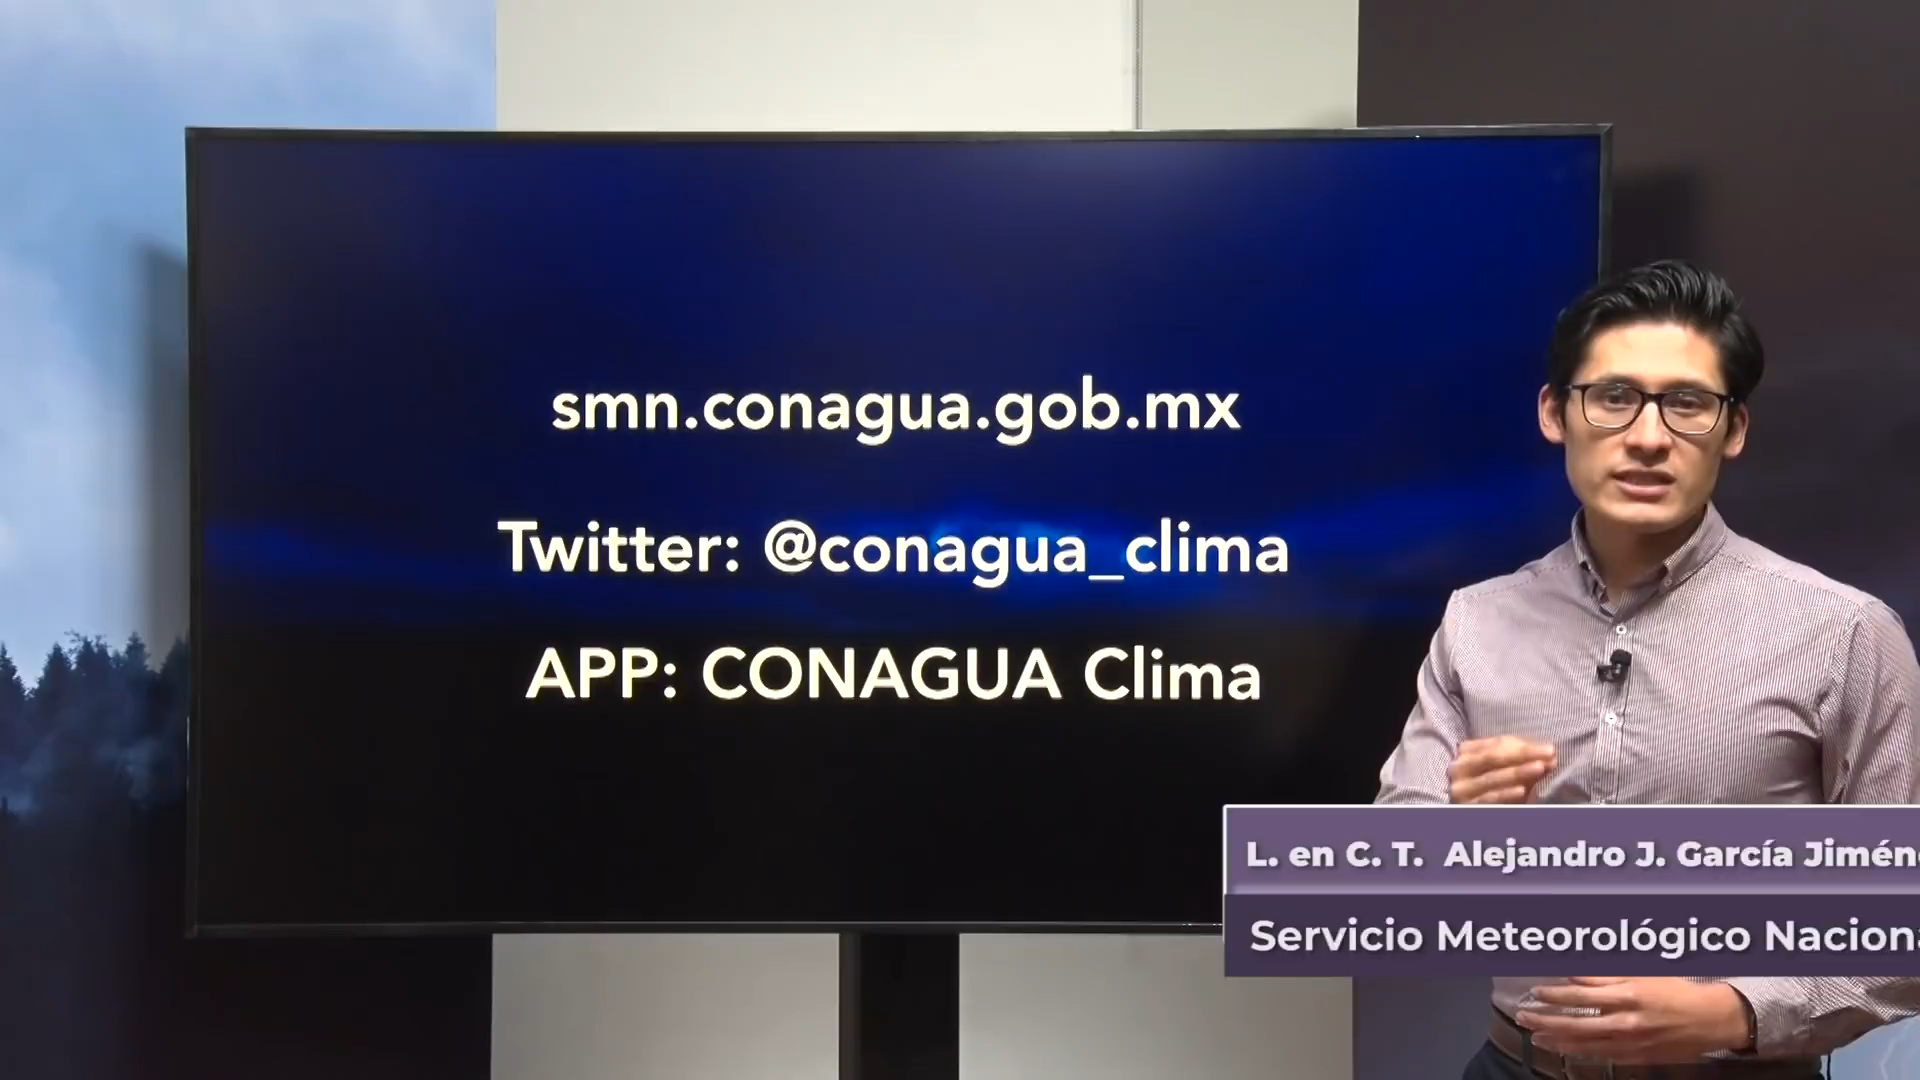 smn.conagua.gob.mx
Twitter: @conagua_clima
APP: CONAGUA Clima
L. en C. T. Alejandro J. García
Servicio Meteorológico